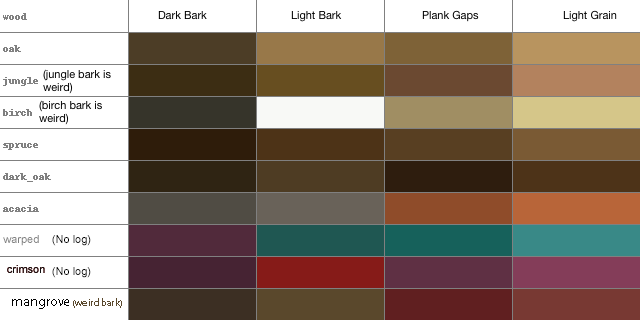 wood Dark Bark Light Bark Plank Gaps Light Grain
oak
jungle (jungle bark is
weird)
birch (birch bark is
weird)
spruce
dark_oak
acacia
warped (No log)
crimson (No log)
mangrove (weird bark)